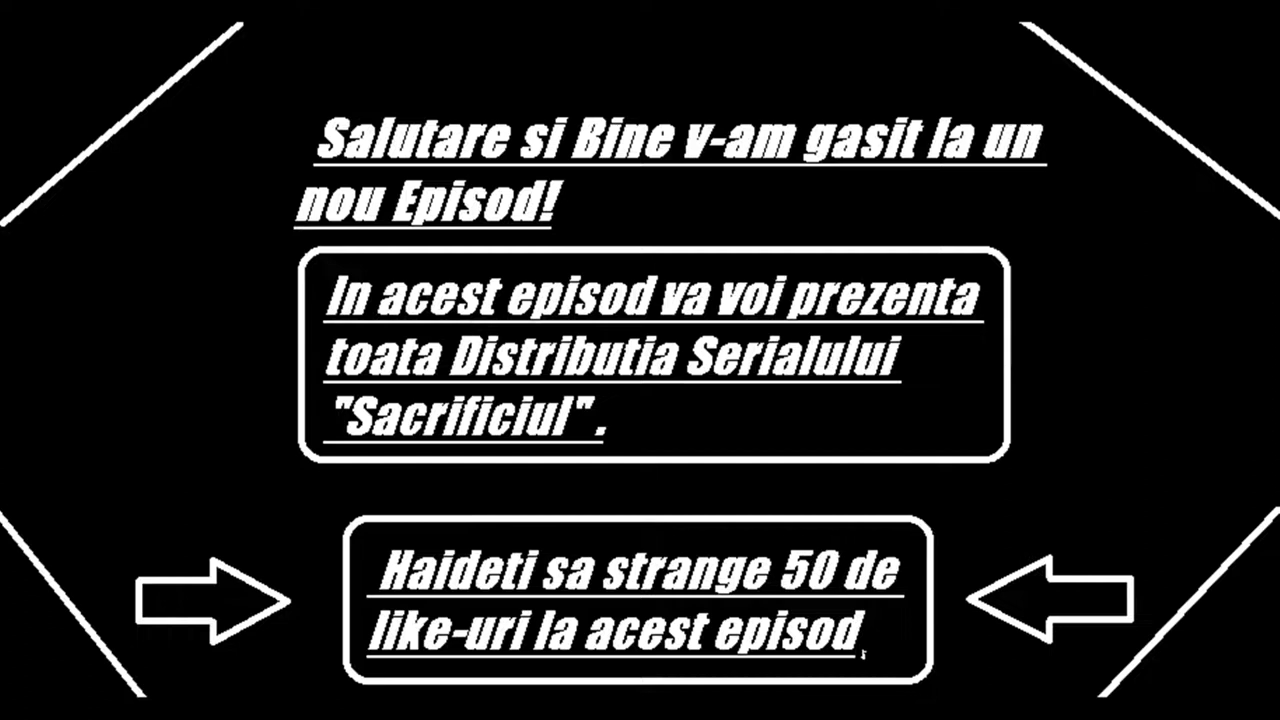 Salutare si Bine v-am gasit la un
nou Episod!
In acest episod va voi prezenta
toata Distributia Serialului
"Sacrificiul" .
Haideti sa strange 50 de
like-uri la acest episod